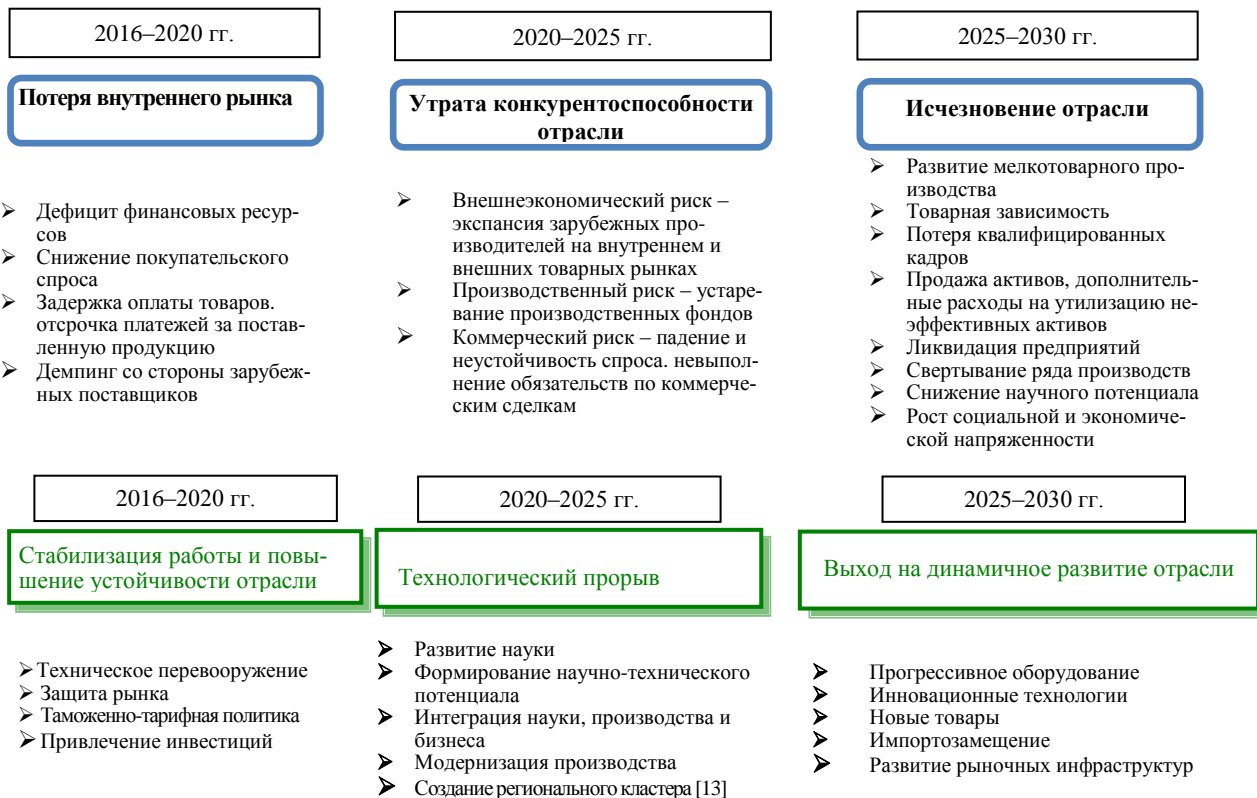 2016–2020 гг.
Потеря внутреннего рынка
➢ Дефицит финансовых ресур-
сов
➢ Снижение покупательского
спроса
➢ Задержка оплаты товаров.
отсрочка платежей за постав-
ленную продукцию
➢ Демпинг со стороны зарубеж-
ных поставщиков
2020–2025 гг.
Утрата конкурентоспособности
отрасли
➢ Внешнеэкономический риск –
экспансия зарубежных про-
изводителей на внутреннем и
внешних товарных рынках
➢ Производственный риск – устаре-
вание производственных фондов
➢ Коммерческий риск – падение и
неустойчивость спроса. невыпол-
нение обязательств по коммерче-
ским сделкам
2025–2030 гг.
Исчезновение отрасли
➢ Развитие мелкотоварного про-
изводства
➢ Товарная зависимость
➢ Потеря квалифицированных
кадров
➢ Продажа активов, дополнитель-
ные расходы на утилизацию не-
эффективных активов
➢ Ликвидация предприятий
➢ Свертывание ряда производств
➢ Снижение научного потенциала
➢ Рост социальной и экономиче-
ской напряженности
2016–2020 гг.
Стабилизация работы и повы-
шение устойчивости отрасли
➢ Техническое перевооружение
➢ Защита рынка
➢ Таможенно-тарифная политика
➢ Привлечение инвестиций
2020–2025 гг.
Технологический прорыв
➢ Развитие науки
➢ Формирование научно-технического
потенциала
➢ Интеграция науки, производства и
бизнеса
➢ Модернизация производства
➢ Создание регионального кластера [13]
2025–2030 гг.
Выход на динамичное развитие отрасли
➢ Прогрессивное оборудование
➢ Инновационные технологии
➢ Новые товары
➢ Импортозамещение
➢ Развитие рыночных инфраструктур